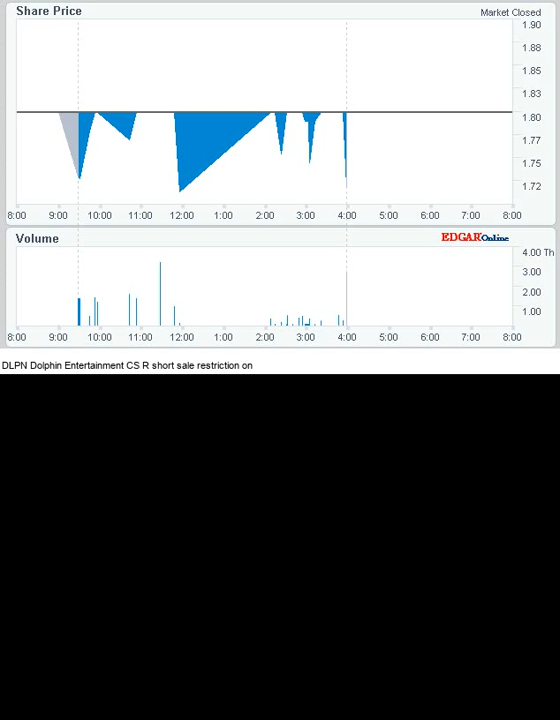 Share Price Market Closed
1.90
1.88
1.85
1.83
1.80
1.77
1.75
1.72
8:00 9:00 10:00 11:00 12:00 1:00 2:00 3:00 4:00 5:00 6:00 7:00 8:00
Volume EDGAROnline
4.00 Th
3.00
2.00
1.00
8:00 9:00 10:00 11:00 12:00 1:00 2:00 3:00 4:00 5:00 6:00 7:00 8:00
DLPN Dolphin Entertainment CS R short sale restriction on